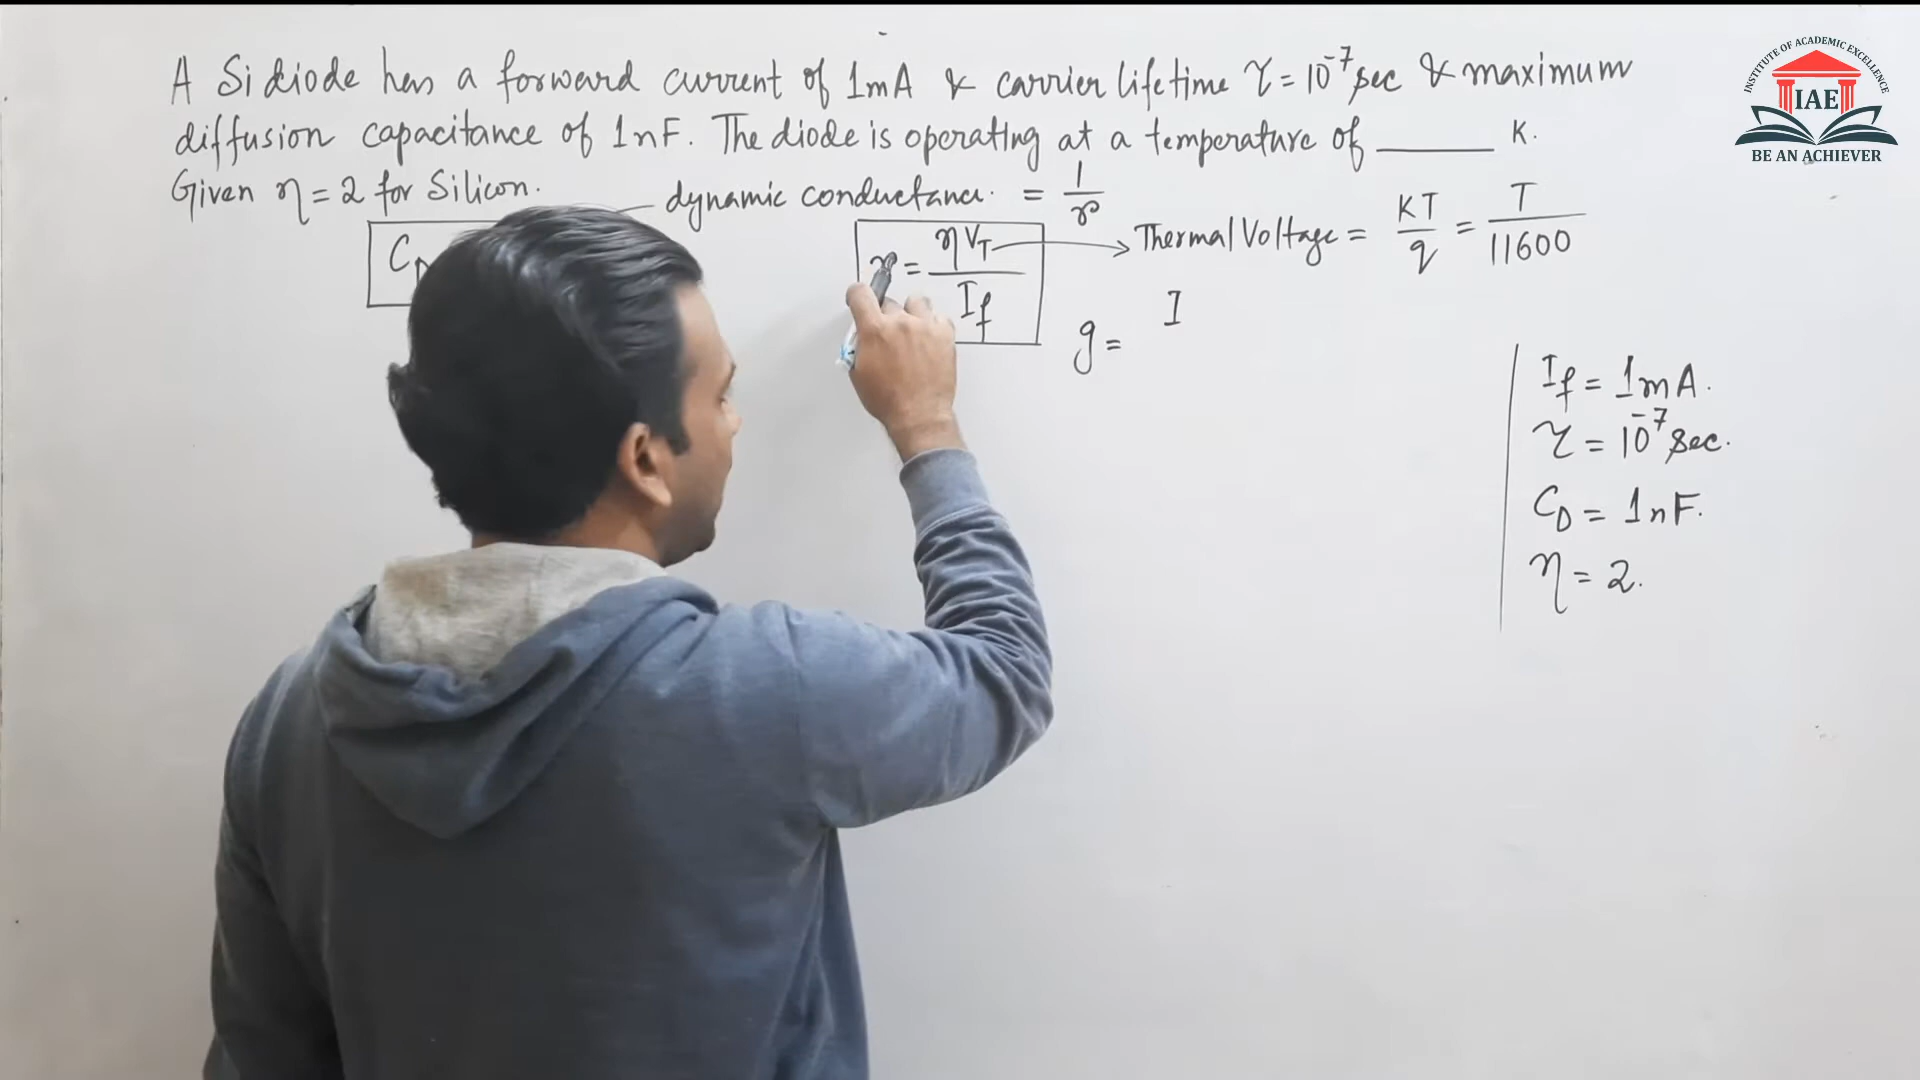 A Si diode has a forward current of 1mA & carrier lifetime τ = 10⁻⁷ sec & maximum
diffusion capacitance of 1nF. The diode is operating at a temperature of ______ K.
Given η = 2 for Silicon.
dynamic conductance. = 1/r
r = ηV_T / I_f
Thermal Voltage = KT/q = T/11600
g = I
I_f = 1mA.
τ = 10⁻⁷ sec.
C_D = 1nF.
η = 2.
INSTITUTE OF ACADEMIC EXCELLENCE
IAE
BE AN ACHIEVER